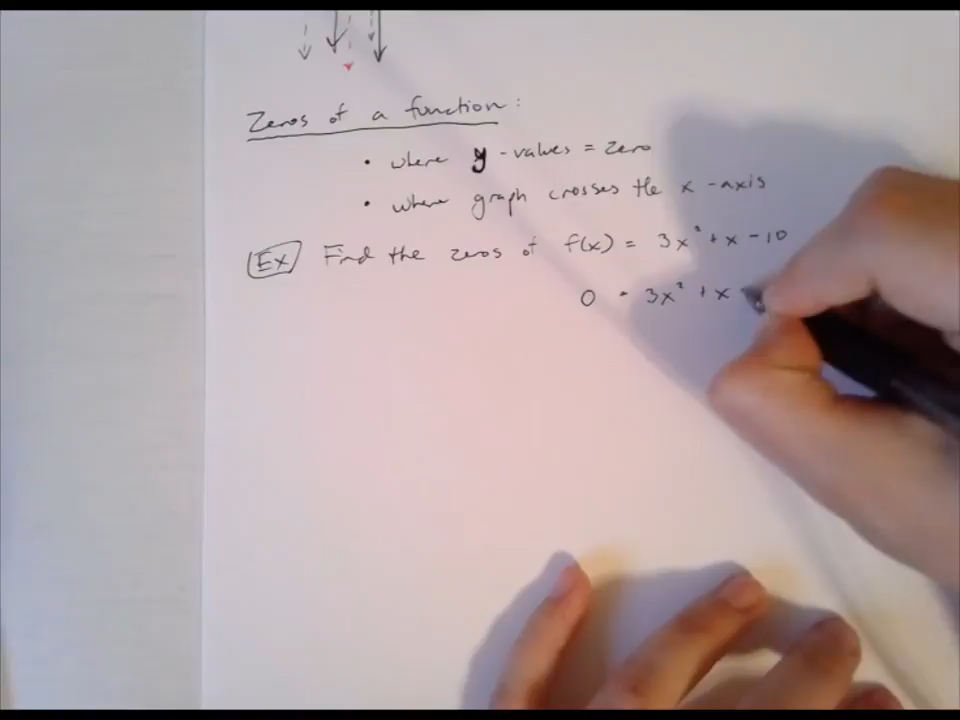 Zeros of a function:
• where y-values = zero
• where graph crosses the x-axis
Ex Find the zeros of f(x) = 3x² + x - 10
0 = 3x² + x